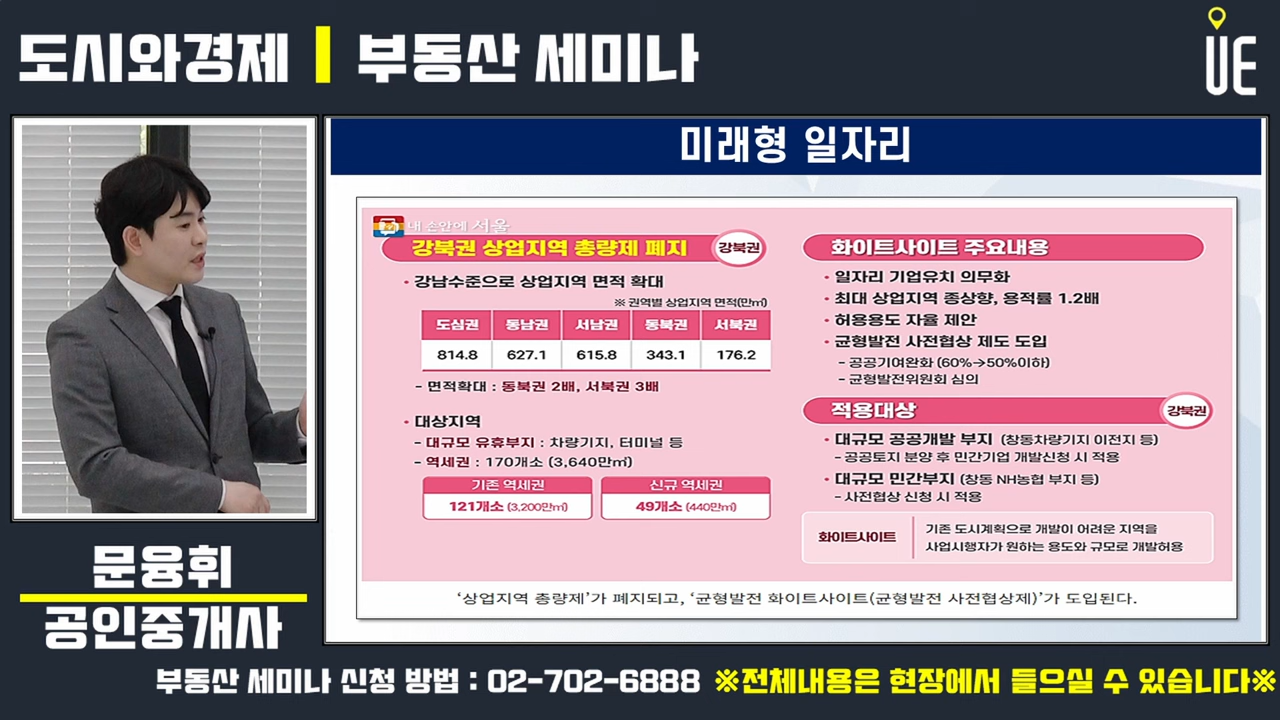 도시와경제 | 부동산 세미나
UE
미래형 일자리
내 손안에 서울
강북권 상업지역 총량제 폐지
강북권
• 강남수준으로 상업지역 면적 확대
※ 권역별 상업지역 면적(만㎡)
도심권 동남권 서남권 동북권 서북권
814.8 627.1 615.8 343.1 176.2
- 면적확대 : 동북권 2배, 서북권 3배
• 대상지역
- 대규모 유휴부지 : 차량기지, 터미널 등
- 역세권 : 170개소 (3,640만㎡)
기존 역세권
121개소 (3,200만㎡)
신규 역세권
49개소 (440만㎡)
화이트사이트 주요내용
• 일자리 기업유치 의무화
• 최대 상업지역 종상향, 용적률 1.2배
• 허용용도 자율 제안
• 균형발전 사전협상 제도 도입
- 공공기여완화 (60%→50%이하)
- 균형발전위원회 심의
적용대상
강북권
• 대규모 공공개발 부지 (창동차량기지 이전지 등)
- 공공토지 분양 후 민간기업 개발신청 시 적용
• 대규모 민간부지 (창동 NH농협 부지 등)
- 사전협상 신청 시 적용
화이트사이트
기존 도시계획으로 개발이 어려운 지역을
사업시행자가 원하는 용도와 규모로 개발허용
'상업지역 총량제'가 폐지되고, '균형발전 화이트사이트(균형발전 사전협상제)'가 도입된다.
문융휘
공인중개사
부동산 세미나 신청 방법 : 02-702-6888 ※전체내용은 현장에서 들으실 수 있습니다※